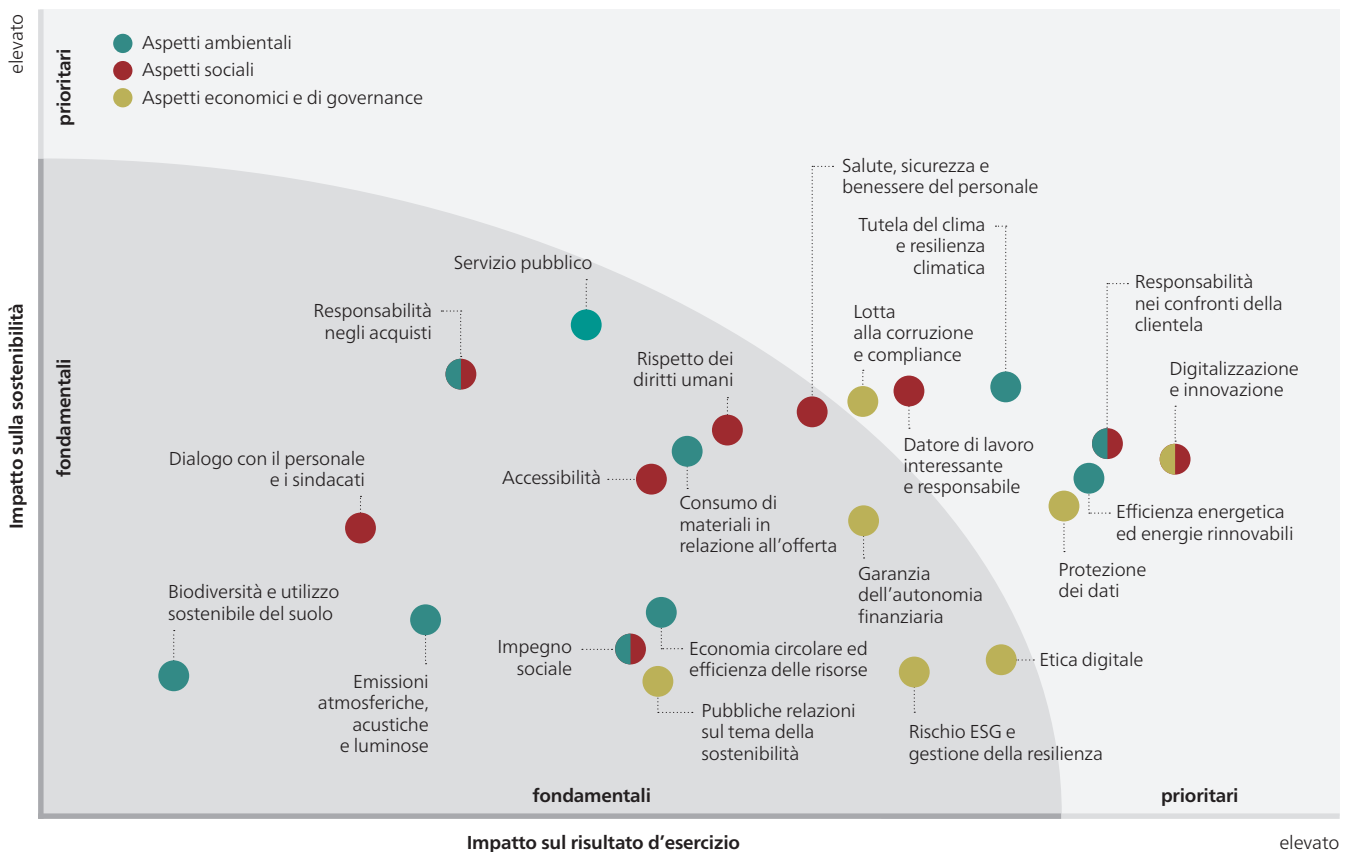 elevato
prioritari
Aspetti ambientali
Aspetti sociali
Aspetti economici e di governance
Salute, sicurezza e
benessere del personale
Tutela del clima
e resilienza
climatica
Servizio pubblico
Responsabilità
nei confronti della
clientela
Responsabilità
negli acquisti
Lotta
alla corruzione
e compliance
Rispetto dei
diritti umani
Digitalizzazione
e innovazione
Impatto sulla sostenibilità
fondamentali
Dialogo con il personale
e i sindacati
Accessibilità
Datore di lavoro
interessante
e responsabile
Consumo di
materiali in
relazione all'offerta
Efficienza energetica
ed energie rinnovabili
Protezione
dei dati
Garanzia
dell'autonomia
finanziaria
Biodiversità e utilizzo
sostenibile del suolo
Impegno
sociale
Economia circolare ed
efficienza delle risorse
Etica digitale
Emissioni
atmosferiche,
acustiche
e luminose
Pubbliche relazioni
sul tema della
sostenibilità
Rischio ESG e
gestione della resilienza
fondamentali
prioritari
Impatto sul risultato d'esercizio
elevato